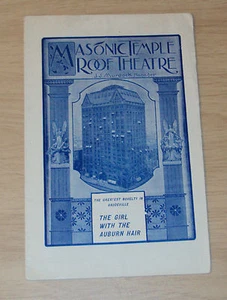 MASONIC TEMPLE
ROOF THEATRE
THE GREATEST NOVELTY IN
VAUDEVILLE
THE GIRL
WITH THE
AUBURN HAIR